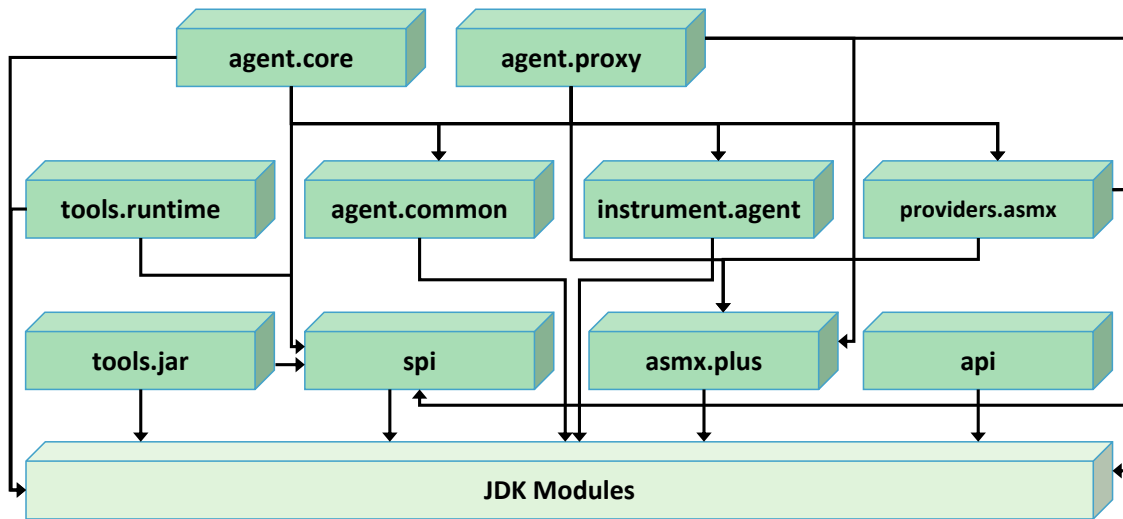 agent.core
agent.proxy
tools.runtime
agent.common
instrument.agent
providers.asmx
tools.jar
spi
asmx.plus
api
JDK Modules